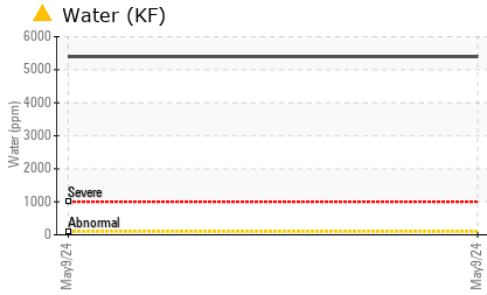 Water (KF)
6000
5000
4000
3000
2000
1000
0
Water (ppm)
Severe
Abnormal
May9/24
May9/24